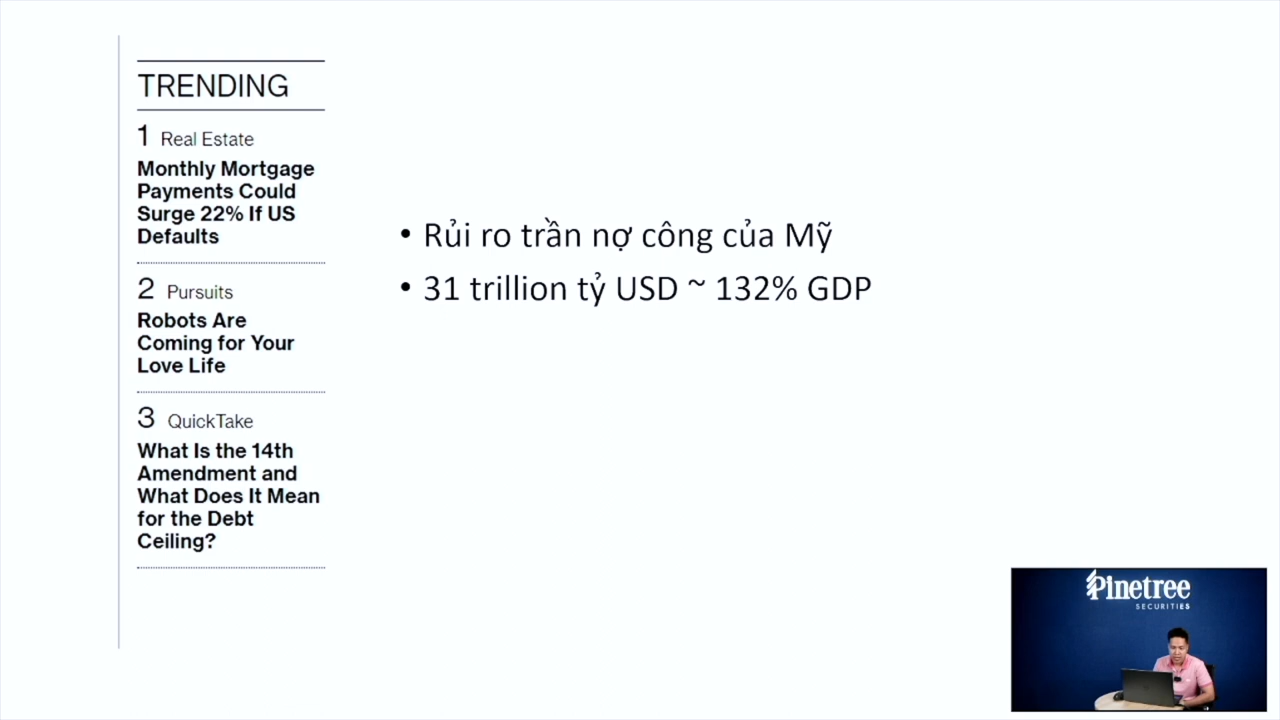 TRENDING
1 Real Estate
Monthly Mortgage
Payments Could
Surge 22% If US
Defaults
2 Pursuits
Robots Are
Coming for Your
Love Life
3 QuickTake
What Is the 14th
Amendment and
What Does It Mean
for the Debt
Ceiling?
• Rủi ro trần nợ công của Mỹ
• 31 trillion tỷ USD ~ 132% GDP
Pinetree
SECURITIES